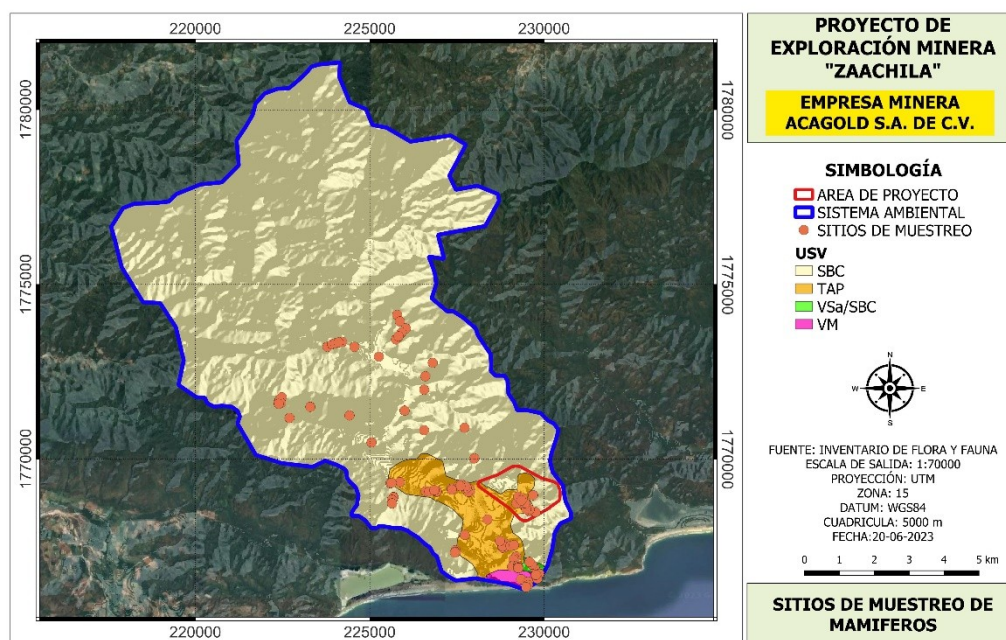 220000
225000
230000
1780000
1780000
1775000
1775000
1770000
1770000
220000
225000
230000
PROYECTO DE
EXPLORACIÓN MINERA
"ZAACHILA"
EMPRESA MINERA
ACAGOLD S.A. DE C.V.
SIMBOLOGÍA
AREA DE PROYECTO
SISTEMA AMBIENTAL
SITIOS DE MUESTREO
USV
SBC
TAP
VSa/SBC
VM
N
W
E
S
FUENTE: INVENTARIO DE FLORA Y FAUNA
ESCALA DE SALIDA: 1:70000
PROYECCIÓN: UTM
ZONA: 15
DATUM: WGS84
CUADRICULA: 5000 m
FECHA:20-06-2023
0 1 2 3 4 5 km
SITIOS DE MUESTREO DE
MAMIFEROS